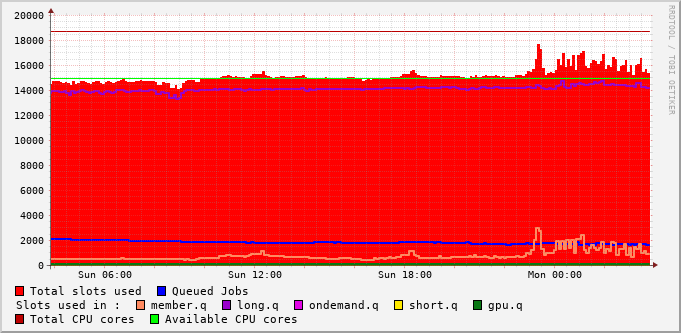 20000
18000
16000
14000
12000
10000
8000
6000
4000
2000
0
Sun 06:00 Sun 12:00 Sun 18:00 Mon 00:00
RRDTOOL / TOBI OETIKER
Total slots used Queued Jobs
Slots used in : member.q long.q ondemand.q short.q gpu.q
Total CPU cores Available CPU cores